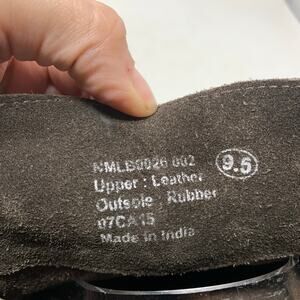 NMLB0026 002
9.5
Upper : Leather
Outsole : Rubber
07CA15
Made in India